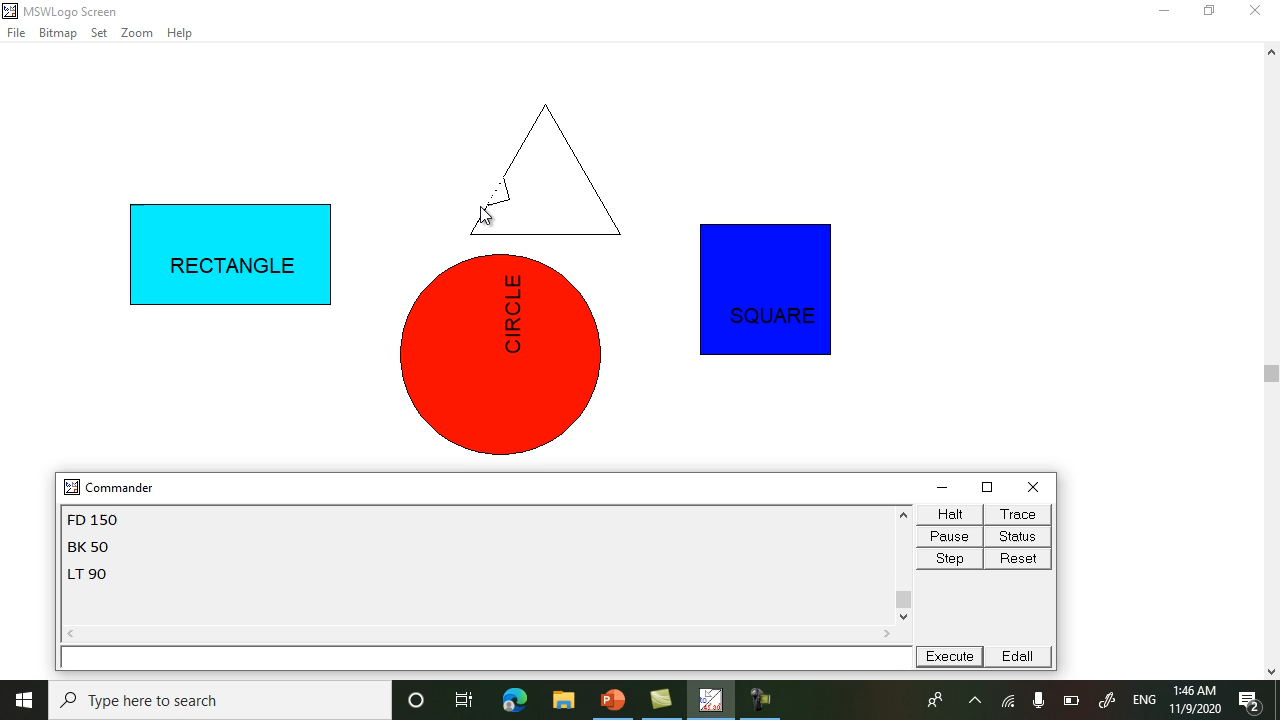 MSWLogo Screen
File Bitmap Set Zoom Help
RECTANGLE
CIRCLE
SQUARE
Commander
FD 150
BK 50
LT 90
Halt Trace
Pause Status
Step Reset
Execute Edall
Type here to search
ENG
1:46 AM
11/9/2020
2